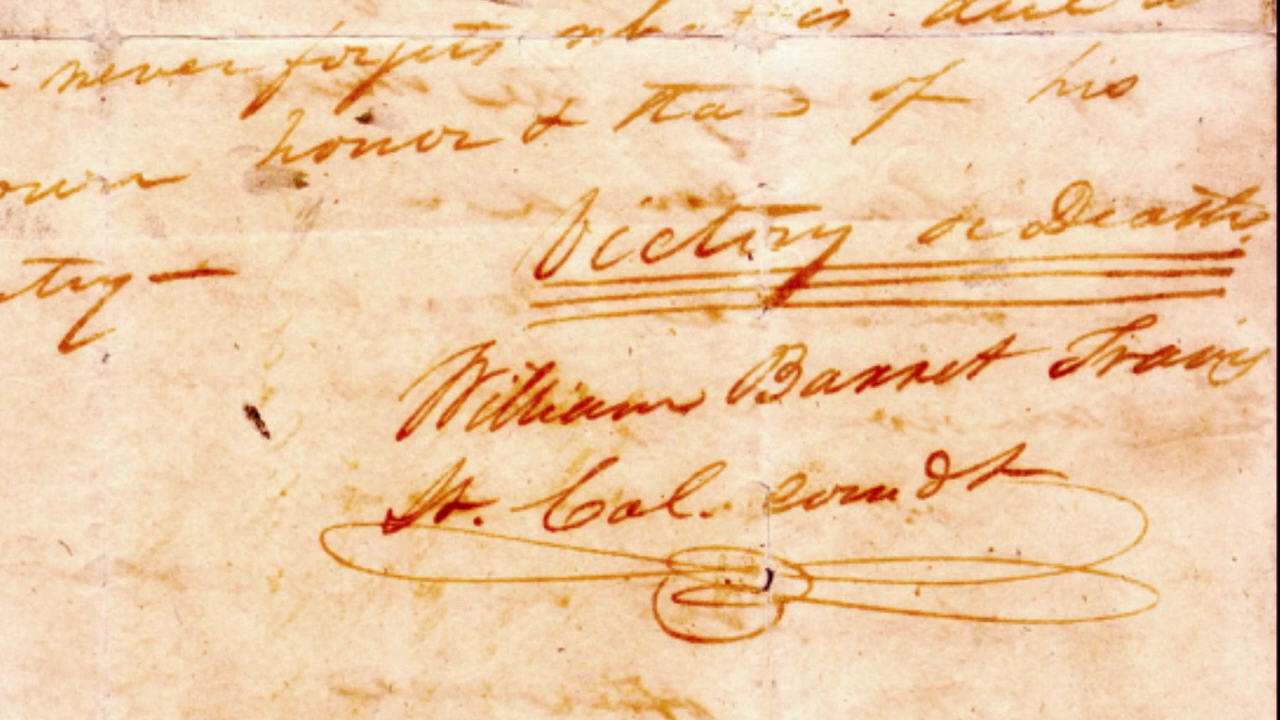 never forgets what is due to
own honor & that of his
try —
Victory or Death
William Barret Travis
Lt. Col. comdt